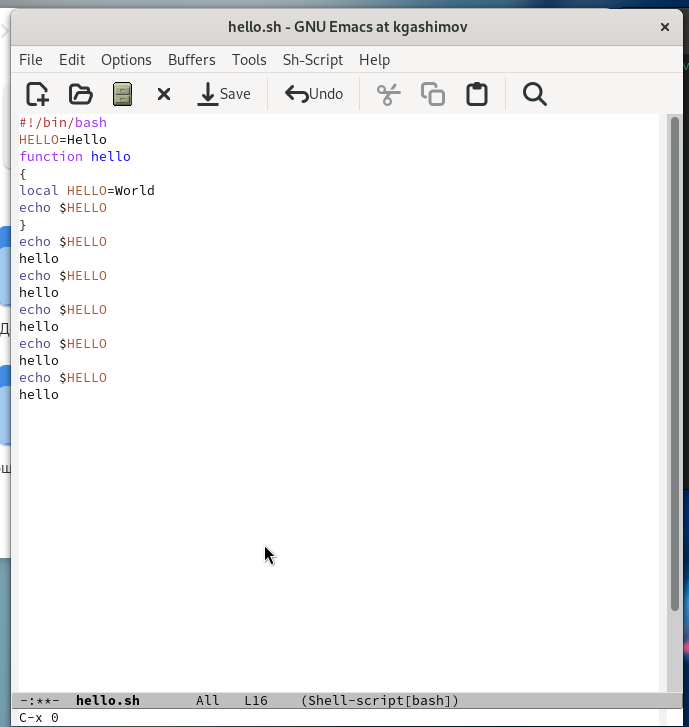 hello.sh - GNU Emacs at kgashimov
File Edit Options Buffers Tools Sh-Script Help
Save Undo
#!/bin/bash
HELLO=Hello
function hello
{
local HELLO=World
echo $HELLO
}
echo $HELLO
hello
echo $HELLO
hello
echo $HELLO
hello
echo $HELLO
hello
echo $HELLO
hello
-:**- hello.sh All L16 (Shell-script[bash])
C-x 0